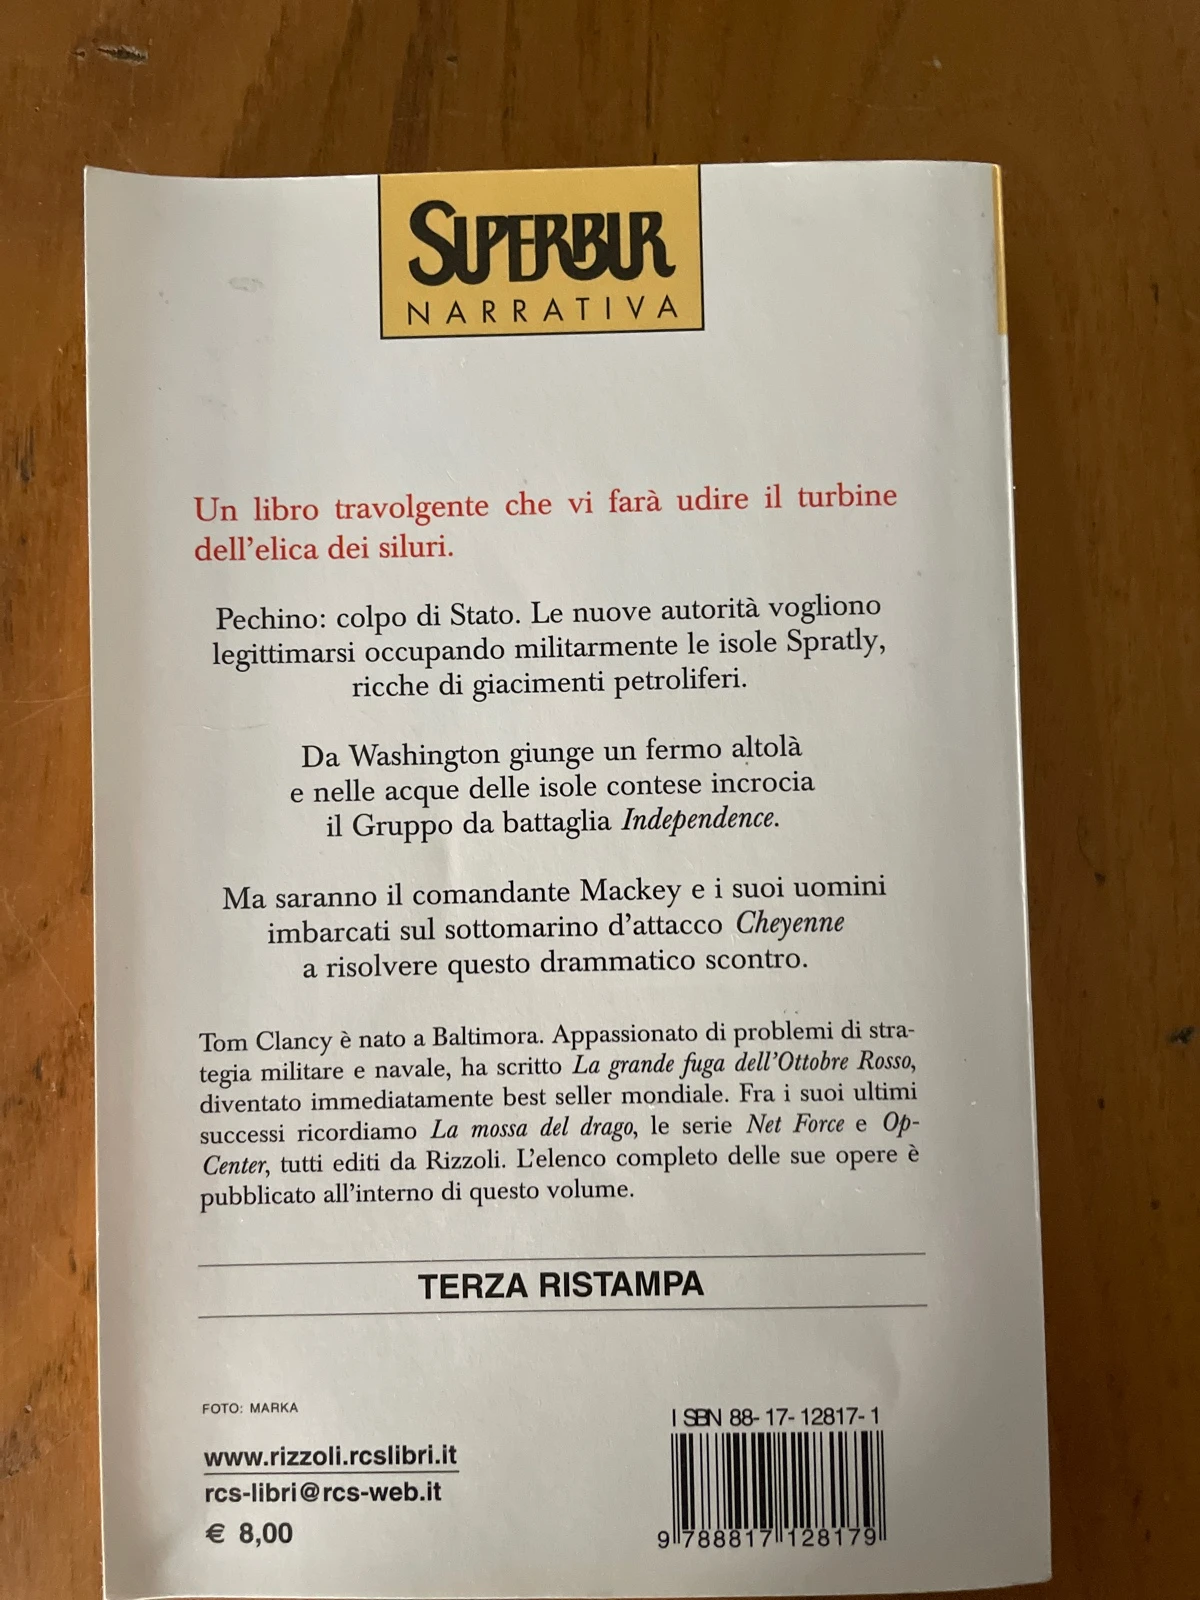 SUPERBUR
NARRATIVA
Un libro travolgente che vi farà udire il turbine
dell'elica dei siluri.
Pechino: colpo di Stato. Le nuove autorità vogliono
legittimarsi occupando militarmente le isole Spratly,
ricche di giacimenti petroliferi.
Da Washington giunge un fermo altolà
e nelle acque delle isole contese incrocia
il Gruppo da battaglia Independence.
Ma saranno il comandante Mackey e i suoi uomini
imbarcati sul sottomarino d'attacco Cheyenne
a risolvere questo drammatico scontro.
Tom Clancy è nato a Baltimora. Appassionato di problemi di stra-
tegia militare e navale, ha scritto La grande fuga dell'Ottobre Rosso,
diventato immediatamente best seller mondiale. Fra i suoi ultimi
successi ricordiamo La mossa del drago, le serie Net Force e Op-
Center, tutti editi da Rizzoli. L'elenco completo delle sue opere è
pubblicato all'interno di questo volume.
TERZA RISTAMPA
FOTO: MARKA
www.rizzoli.rcslibri.it
rcs-libri@rcs-web.it
€ 8,00
ISBN 88-17-12817-1
9 788817 128179